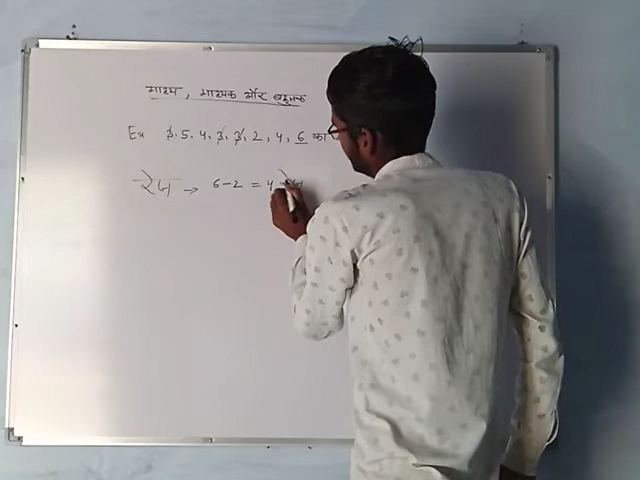 माध्य, माध्यक और बहुलक
Ex 3, 5, 4, 3, 3, 2, 4, 6 का
रेंज → 6-2 = 4 रेंज